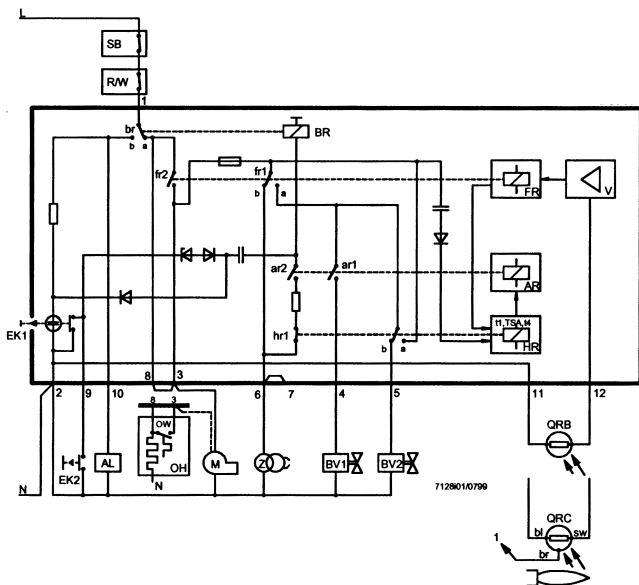 L
SB
R/W
1
br
b a
BR
fr2
fr1
b a
FR
V
ar2
ar1
AR
EK1
hr1
b a
t1,TSA,t4
HR
2 9 10 8 3 6 7 4 5 11 12
8 3
OW
OH
N
EK2
AL
M
Z
BV1
BV2
QRB
N
7128i01/0799
QRC
bl sw
br
1